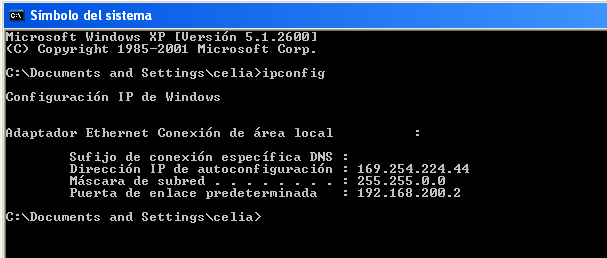 Símbolo del sistema
Microsoft Windows XP [Versión 5.1.2600]
(C) Copyright 1985-2001 Microsoft Corp.
C:\Documents and Settings\celia>ipconfig
Configuración IP de Windows
Adaptador Ethernet Conexión de área local          :
Sufijo de conexión específica DNS :
Dirección IP de autoconfiguración : 169.254.224.44
Máscara de subred . . . . . . . . : 255.255.0.0
Puerta de enlace predeterminada   : 192.168.200.2
C:\Documents and Settings\celia>